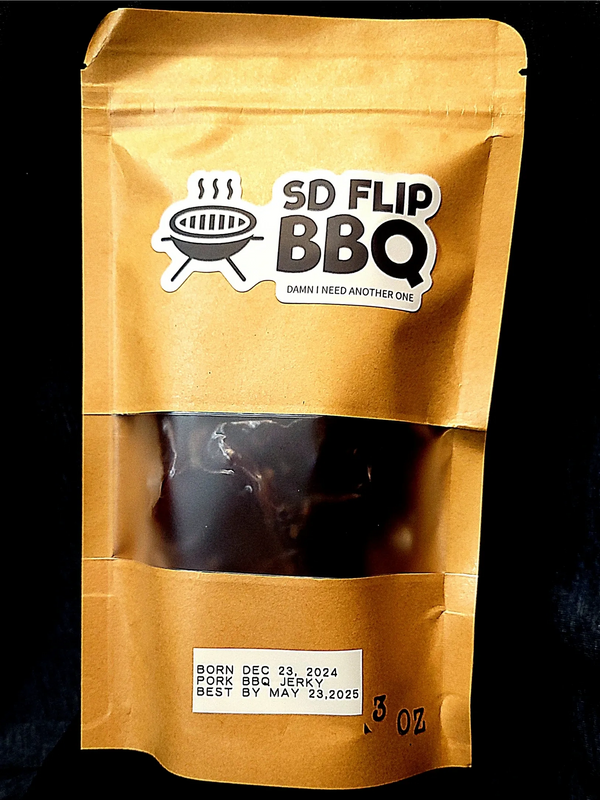 SD FLIP
BBQ
DAMN I NEED ANOTHER ONE
BORN DEC 23, 2024
PORK BBQ JERKY
BEST BY MAY 23,2025
3 OZ